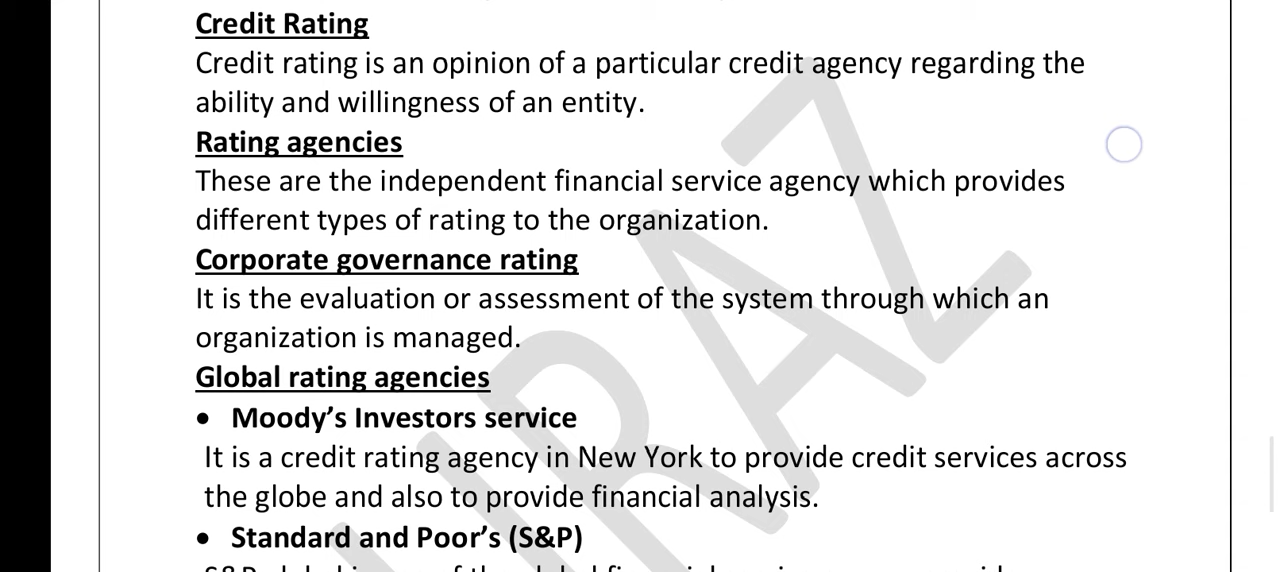 Credit Rating
Credit rating is an opinion of a particular credit agency regarding the
ability and willingness of an entity.
Rating agencies
These are the independent financial service agency which provides
different types of rating to the organization.
Corporate governance rating
It is the evaluation or assessment of the system through which an
organization is managed.
Global rating agencies
• Moody’s Investors service
It is a credit rating agency in New York to provide credit services across
the globe and also to provide financial analysis.
• Standard and Poor’s (S&P)